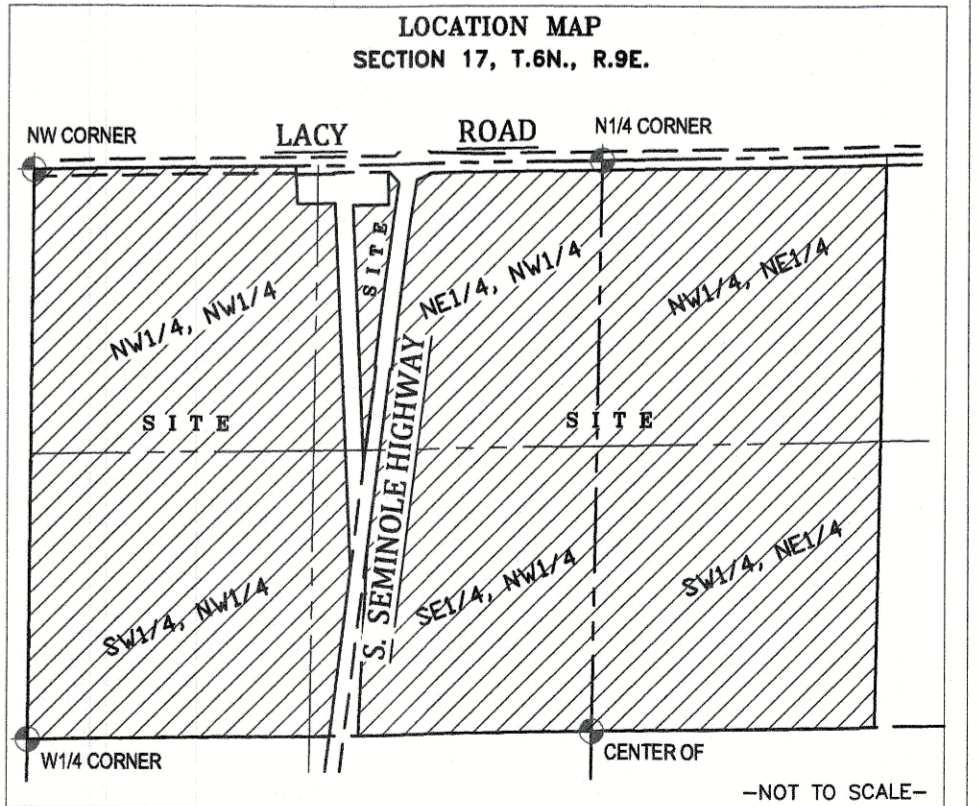 LOCATION MAP
SECTION 17, T.6N., R.9E.
NW CORNER
LACY ROAD
N1/4 CORNER
SITE
NW1/4, NW1/4
NE1/4, NW1/4
NW1/4, NE1/4
SITE
SITE
S. SEMINOLE HIGHWAY
SW1/4, NW1/4
SE1/4, NW1/4
SW1/4, NE1/4
W1/4 CORNER
CENTER OF
-NOT TO SCALE-